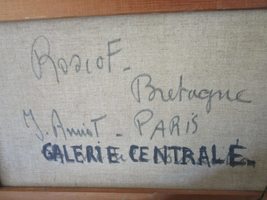 Roscof -
Bretagne
J. Amiot - PARIS
GALERIE CENTRALE